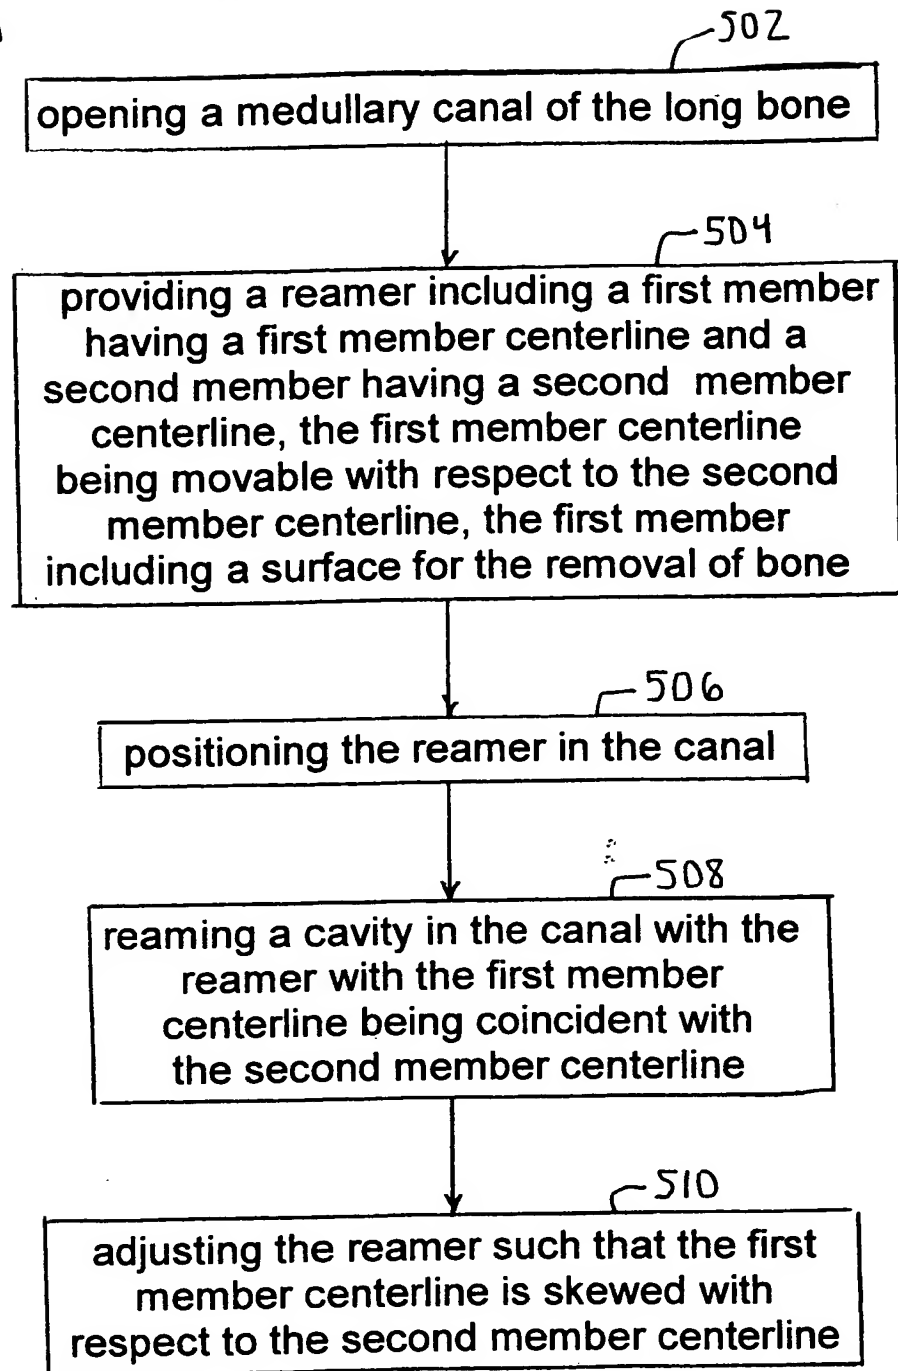 502
opening a medullary canal of the long bone
504
providing a reamer including a first member
having a first member centerline and a
second member having a second member
centerline, the first member centerline
being movable with respect to the second
member centerline, the first member
including a surface for the removal of bone
506
positioning the reamer in the canal
508
reaming a cavity in the canal with the
reamer with the first member
centerline being coincident with
the second member centerline
510
adjusting the reamer such that the first
member centerline is skewed with
respect to the second member centerline